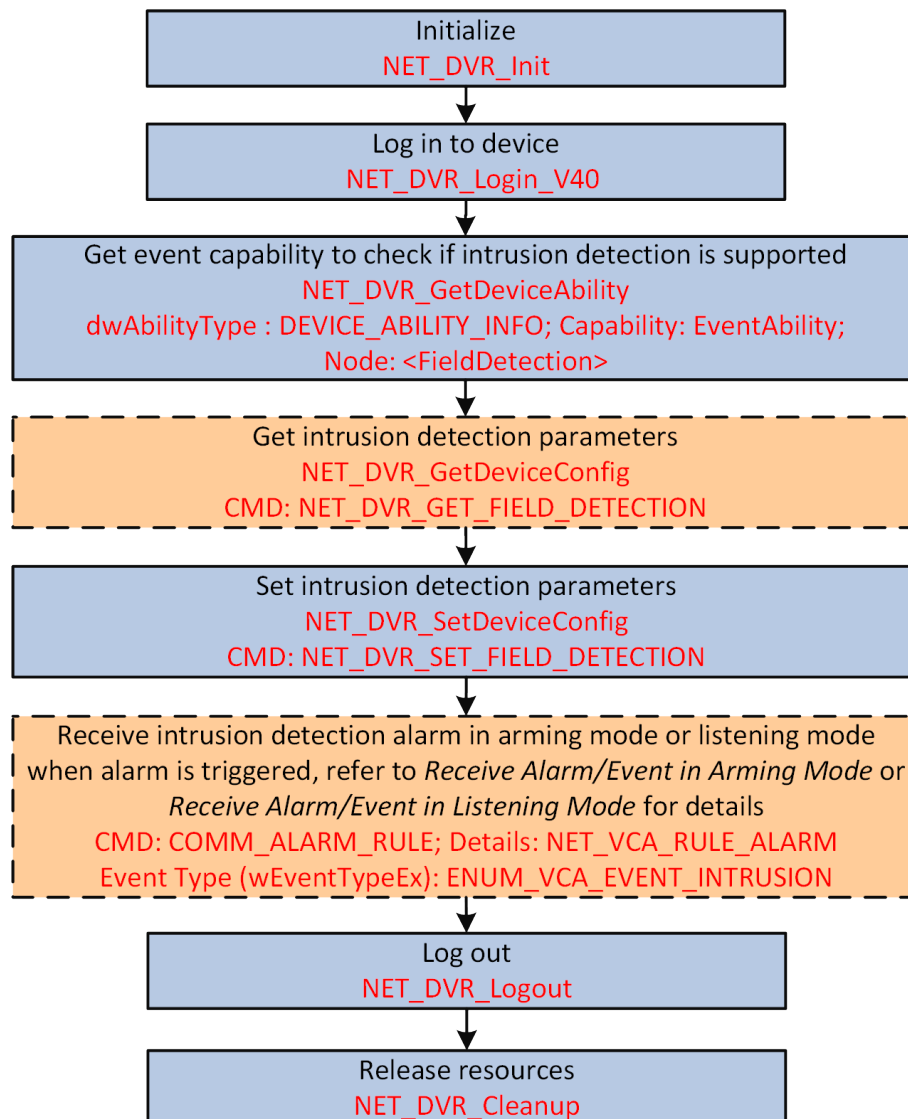 Initialize
NET_DVR_Init
Log in to device
NET_DVR_Login_V40
Get event capability to check if intrusion detection is supported
NET_DVR_GetDeviceAbility
dwAbilityType : DEVICE_ABILITY_INFO; Capability: EventAbility;
Node: <FieldDetection>
Get intrusion detection parameters
NET_DVR_GetDeviceConfig
CMD: NET_DVR_GET_FIELD_DETECTION
Set intrusion detection parameters
NET_DVR_SetDeviceConfig
CMD: NET_DVR_SET_FIELD_DETECTION
Receive intrusion detection alarm in arming mode or listening mode
when alarm is triggered, refer to Receive Alarm/Event in Arming Mode or
Receive Alarm/Event in Listening Mode for details
CMD: COMM_ALARM_RULE; Details: NET_VCA_RULE_ALARM
Event Type (wEventTypeEx): ENUM_VCA_EVENT_INTRUSION
Log out
NET_DVR_Logout
Release resources
NET_DVR_Cleanup